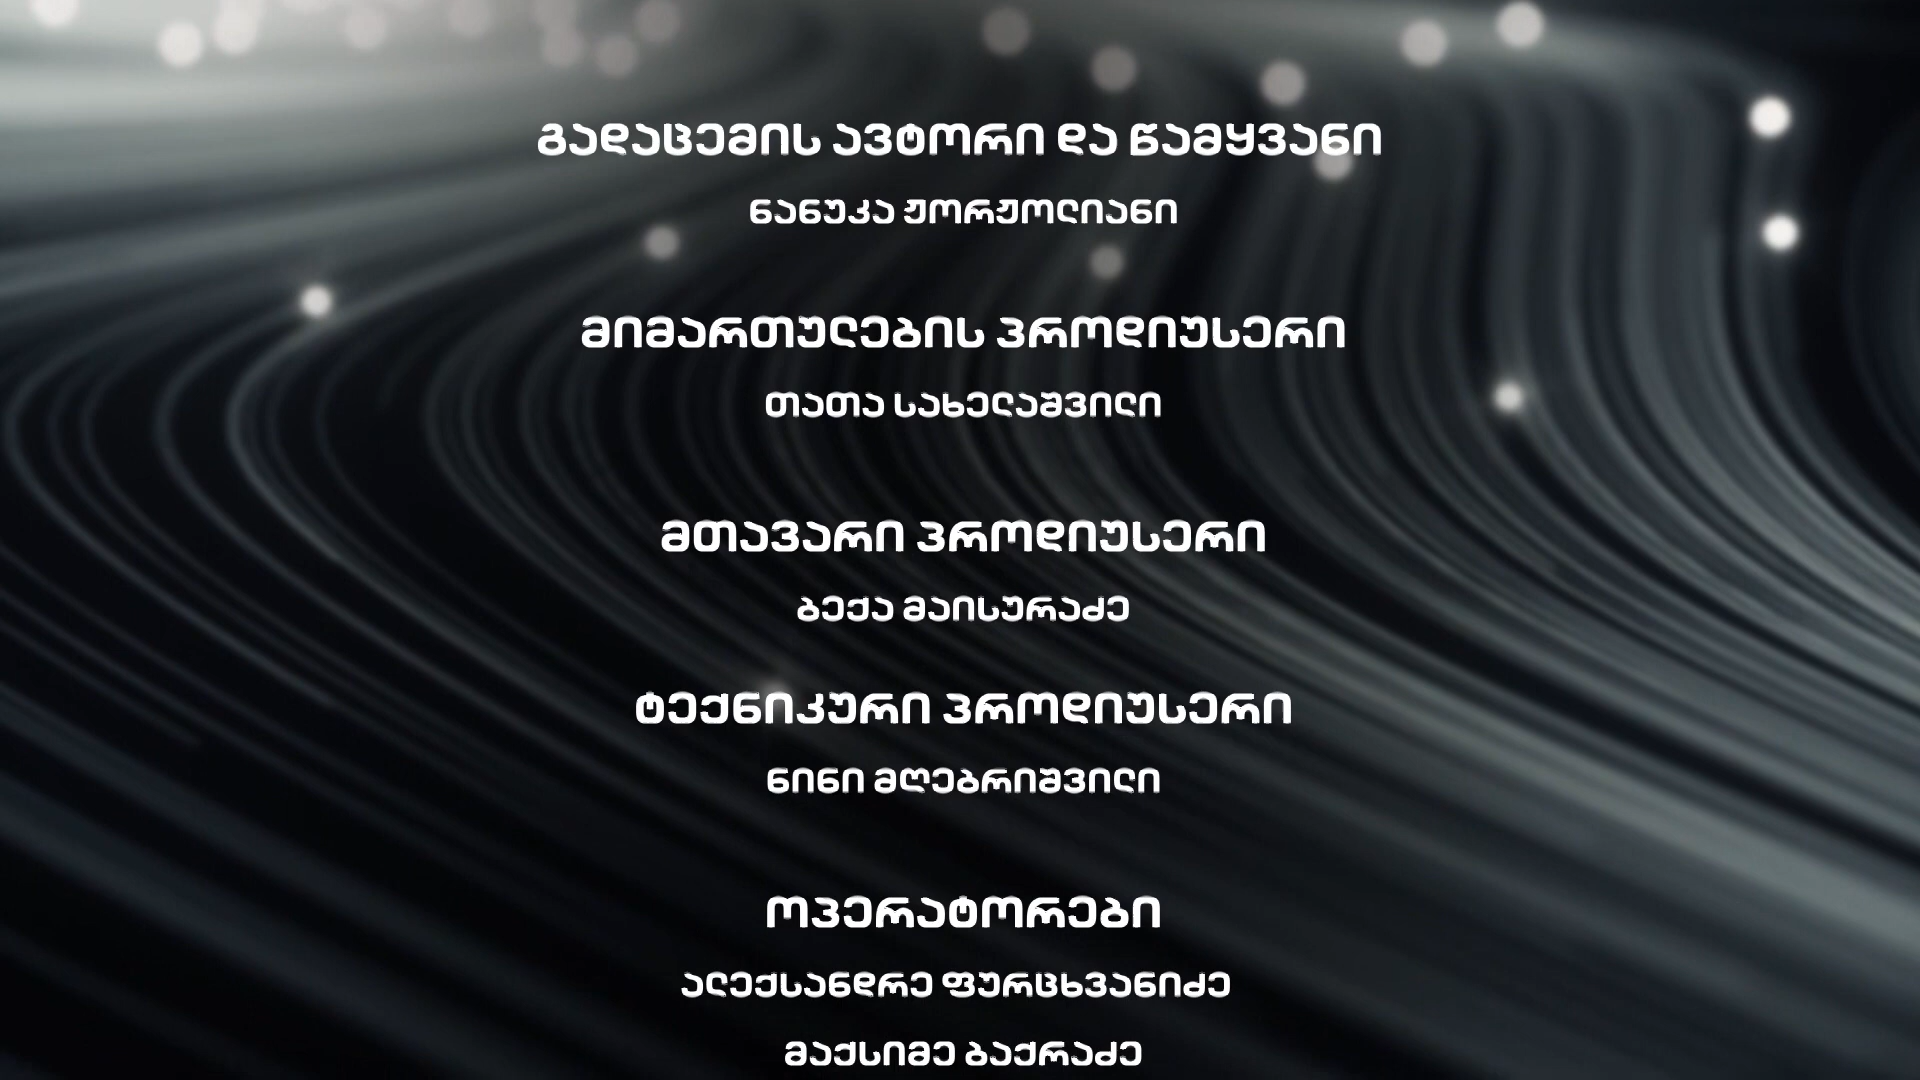 გადაცემის ავტორი და წამყვანი
ნანუკა ჟორჟოლიანი
მიმართულების პროდიუსერი
თათა სახელაშვილი
მთავარი პროდიუსერი
ბექა მაისურაძე
ტექნიკური პროდიუსერი
ნინი მღებრიშვილი
ოპერატორები
ალექსანდრე ფურცხვანიძე
მაქსიმე ბაქრაძე